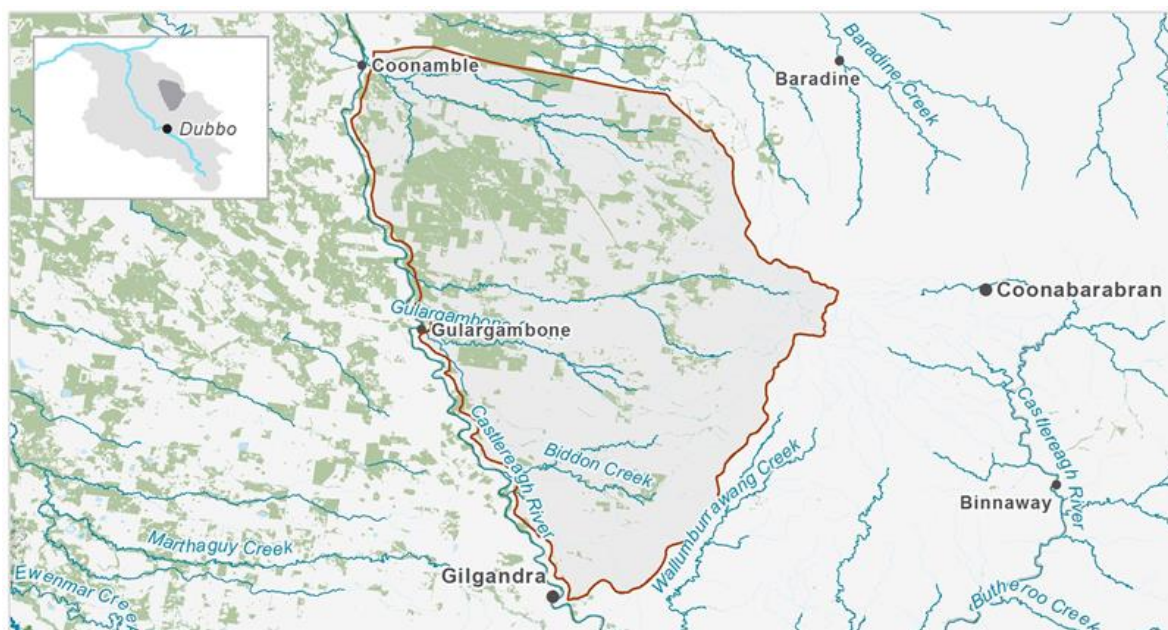 N
Coonamble
Baradine
Baradine Creek
Dubbo
Coonabarabran
Gulargambone
Gulargambone
Castlereagh River
Castlereagh River
Biddon Creek
Wallumburrawang Creek
Binnaway
Marthaguy Creek
Gilgandra
Ewenmar Cre
Butheroo Creek